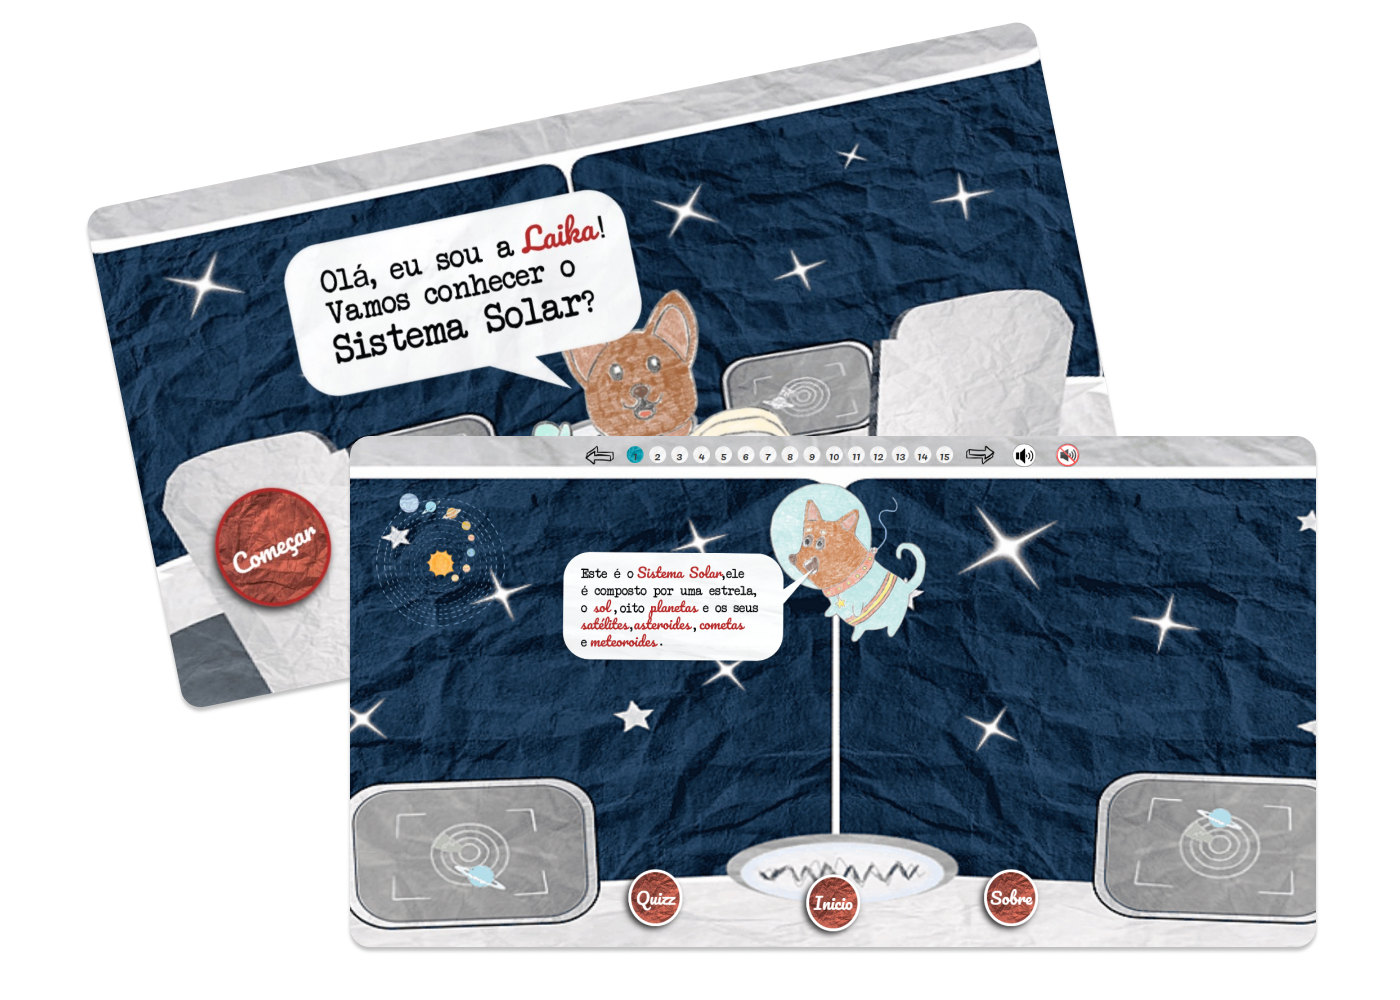 Olá, eu sou a Laika!
Vamos conhecer o
Sistema Solar?
Começar
1 2 3 4 5 6 7 8 9 10 11 12 13 14 15
Este é o Sistema Solar,ele
é composto por uma estrela,
o sol,oito planetas e os seus
satélites,asteroides, cometas
e meteoroides.
Quizz
Inicio
Sobre